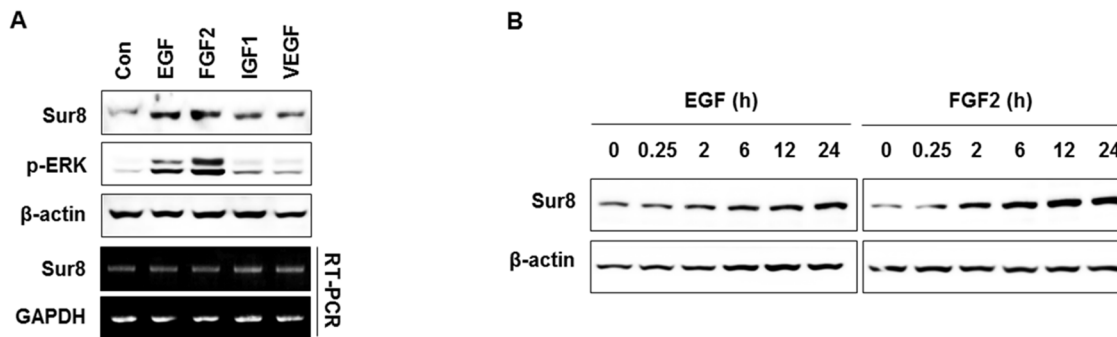 A
Con EGF FGF2 IGF1 VEGF
Sur8
p-ERK
β-actin
Sur8
GAPDH
RT-PCR
B
EGF (h) FGF2 (h)
0 0.25 2 6 12 24 0 0.25 2 6 12 24
Sur8
β-actin